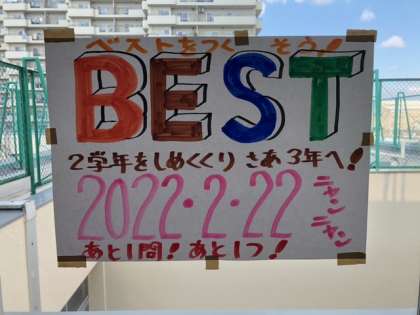 ベストをつくそう!
BEST
2学年をしめくくり さあ3年へ!
2022・2・22
ニャン
ニャン
あと1問! あと1つ!